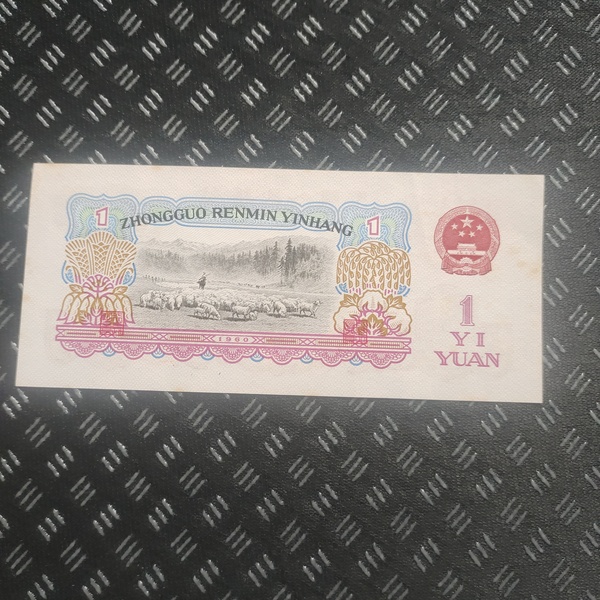 1 ZHONGGUO RENMIN YINHANG 1
1960
1
YI
YUAN